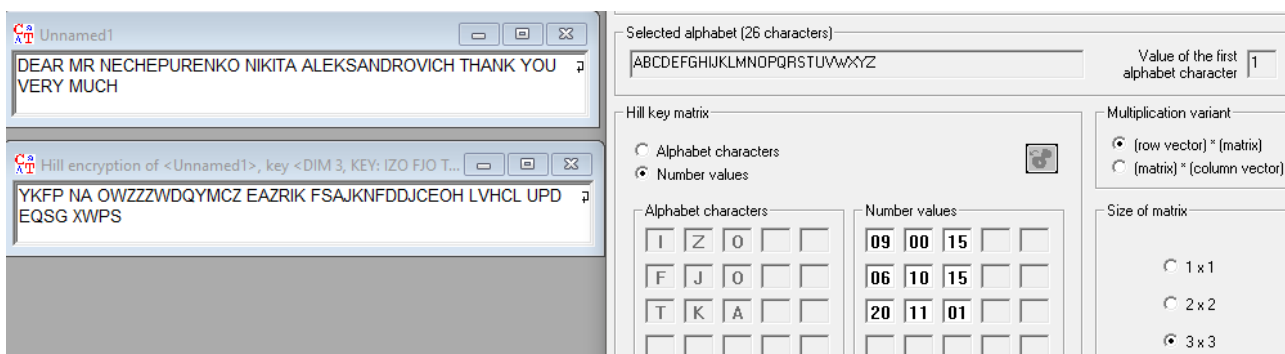 Unnamed1
DEAR MR NECHEPURENKO NIKITA ALEKSANDROVICH THANK YOU
VERY MUCH
Hill encryption of <Unnamed1>, key <DIM 3, KEY: IZO FJO T...
YKFP NA OWZZZWDQYMCZ EAZRIK FSAJKNFDDJCEOH LVHCL UPD
EQSG XWPS
Selected alphabet (26 characters)
ABCDEFGHIJKLMNOPQRSTUVWXYZ
Value of the first
alphabet character
1
Hill key matrix
Alphabet characters
Number values
Alphabet characters
I Z O
F J O
T K A
Number values
09 00 15
06 10 15
20 11 01
Multiplication variant
(row vector) * (matrix)
(matrix) * (column vector)
Size of matrix
1 x 1
2 x 2
3 x 3